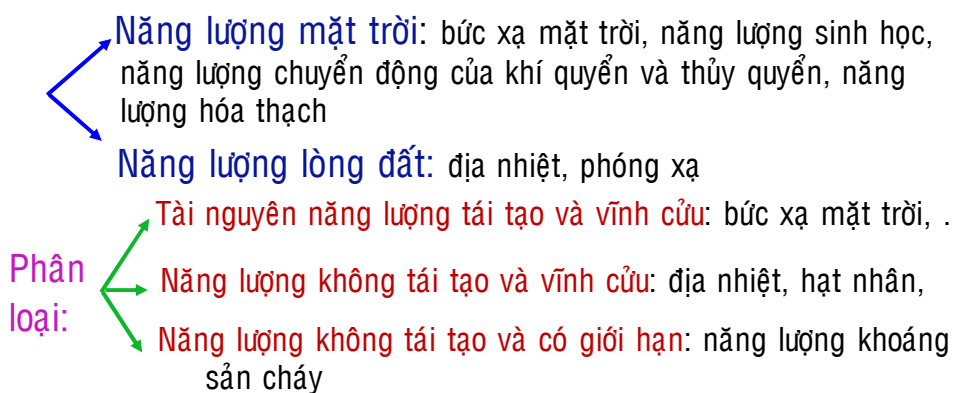 Năng lượng mặt trời: bức xạ mặt trời, năng lượng sinh học,
năng lượng chuyển động của khí quyển và thủy quyển, năng
lượng hóa thạch
Năng lượng lòng đất: địa nhiệt, phóng xạ
Tài nguyên năng lượng tái tạo và vĩnh cửu: bức xạ mặt trời, .
Phân
loại:
Năng lượng không tái tạo và vĩnh cửu: địa nhiệt, hạt nhân,
Năng lượng không tái tạo và có giới hạn: năng lượng khoáng
sản cháy